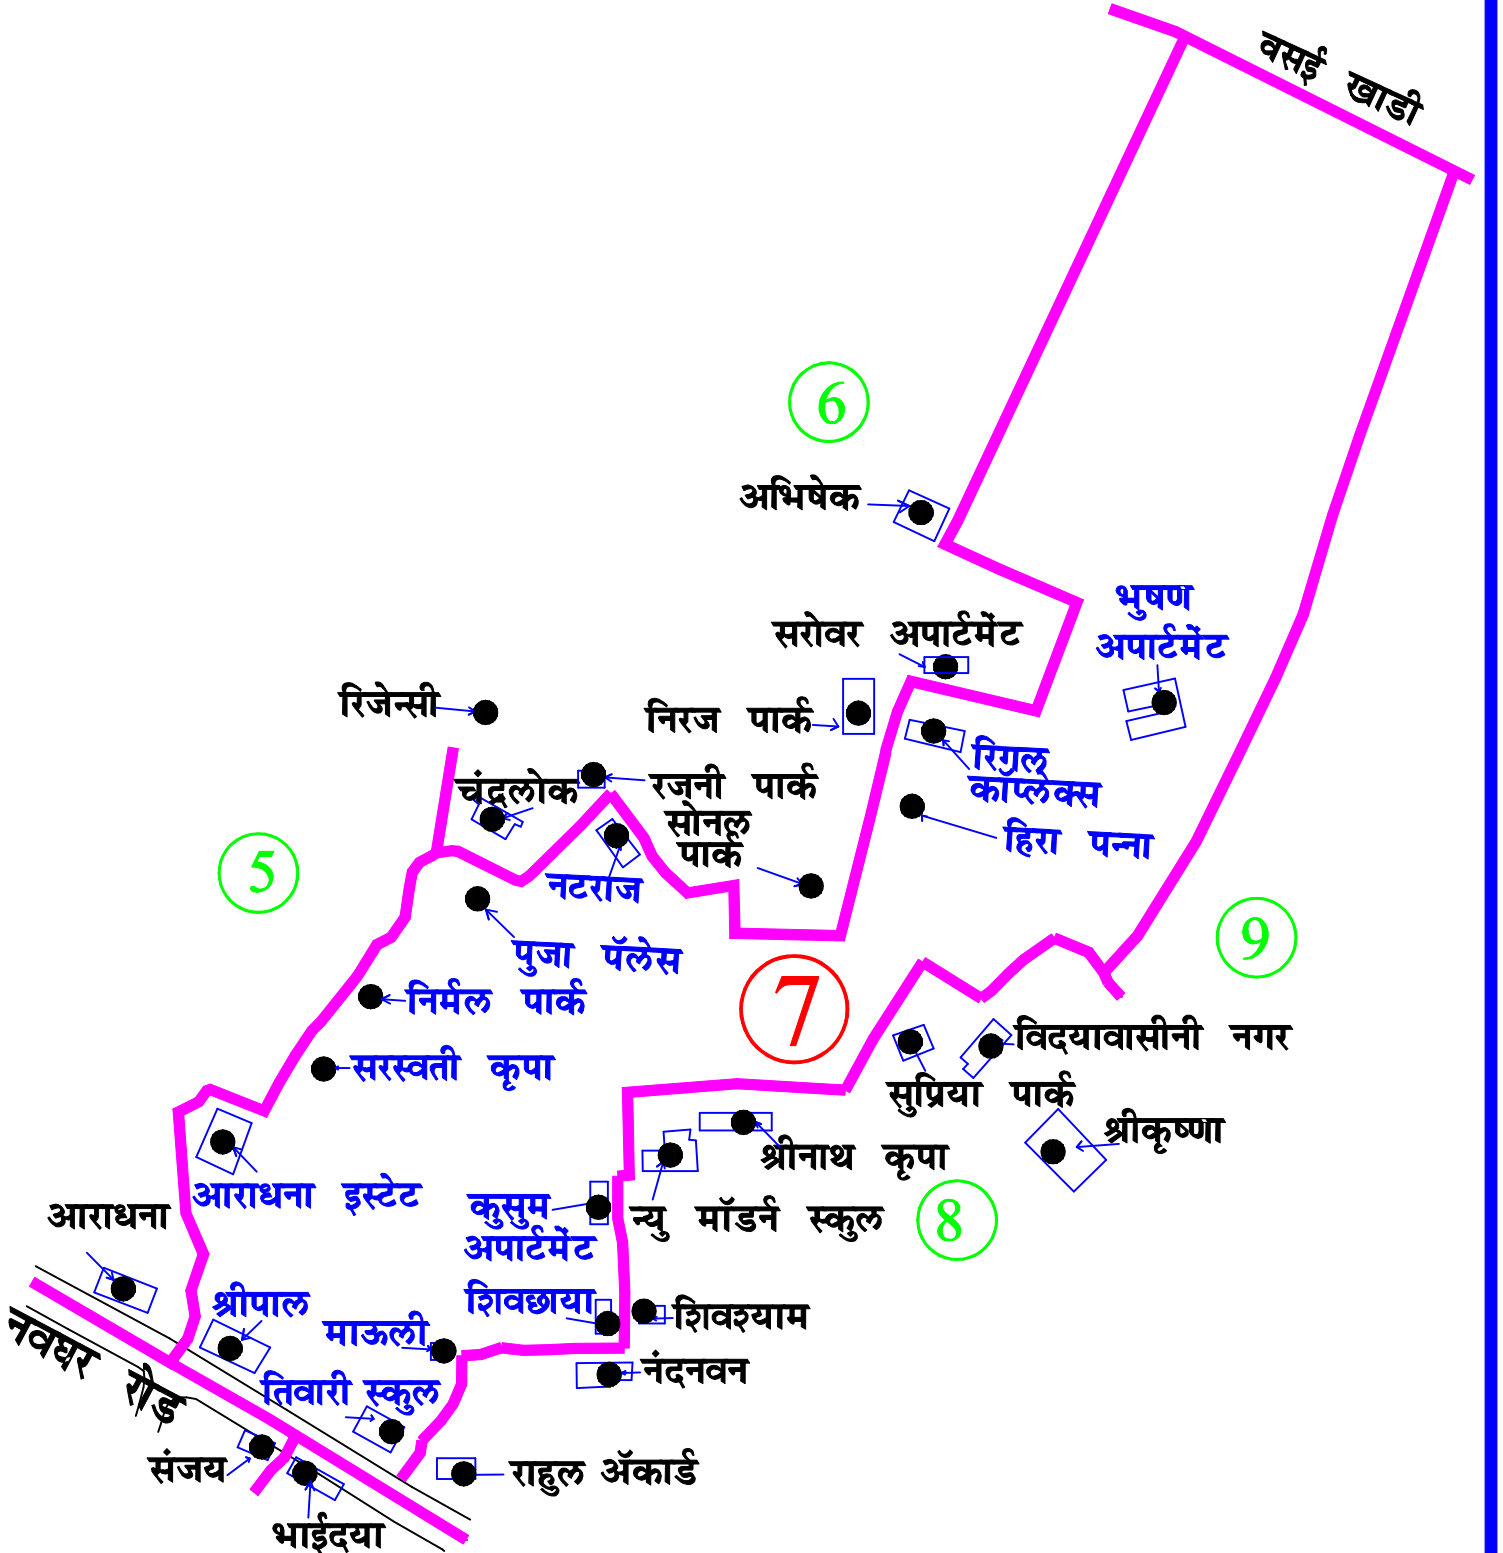 वसई खाडी
6
अभिषेक
भुषण
अपार्टमेंट
सरोवर अपार्टमेंट
रिजेन्सी
निरज पार्क
रिगल
कॉप्लेक्स
चंद्रलोक
रजनी पार्क
सोनल
पार्क
हिरा पन्ना
5
नटराज
9
पुजा पॅलेस
7
निर्मल पार्क
विदयावासीनी नगर
सरस्वती कृपा
सुप्रिया पार्क
श्रीकृष्णा
श्रीनाथ कृपा
आराधना इस्टेट
आराधना
कुसुम
अपार्टमेंट
न्यु मॉडर्न स्कुल
8
श्रीपाल
शिवछाया
शिवश्याम
माऊली
नवघर रोड
नंदनवन
तिवारी स्कुल
संजय
राहुल ॲकार्ड
भाईदया